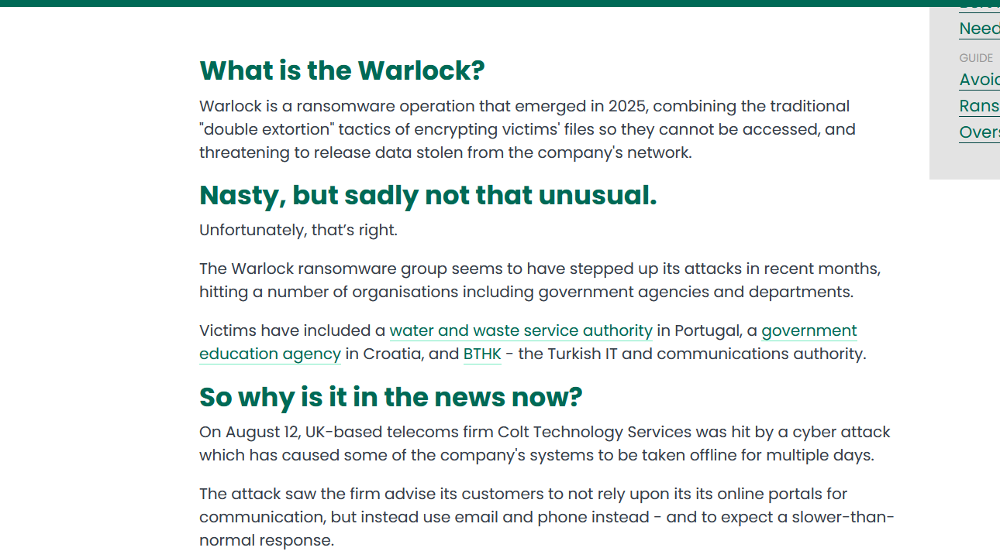 What is the Warlock?
Warlock is a ransomware operation that emerged in 2025, combining the traditional
"double extortion" tactics of encrypting victims' files so they cannot be accessed, and
threatening to release data stolen from the company's network.
Nasty, but sadly not that unusual.
Unfortunately, that’s right.
The Warlock ransomware group seems to have stepped up its attacks in recent months,
hitting a number of organisations including government agencies and departments.
Victims have included a water and waste service authority in Portugal, a government
education agency in Croatia, and BTHK - the Turkish IT and communications authority.
So why is it in the news now?
On August 12, UK-based telecoms firm Colt Technology Services was hit by a cyber attack
which has caused some of the company's systems to be taken offline for multiple days.
The attack saw the firm advise its customers to not rely upon its its online portals for
communication, but instead use email and phone instead - and to expect a slower-than-
normal response.
Need
GUIDE